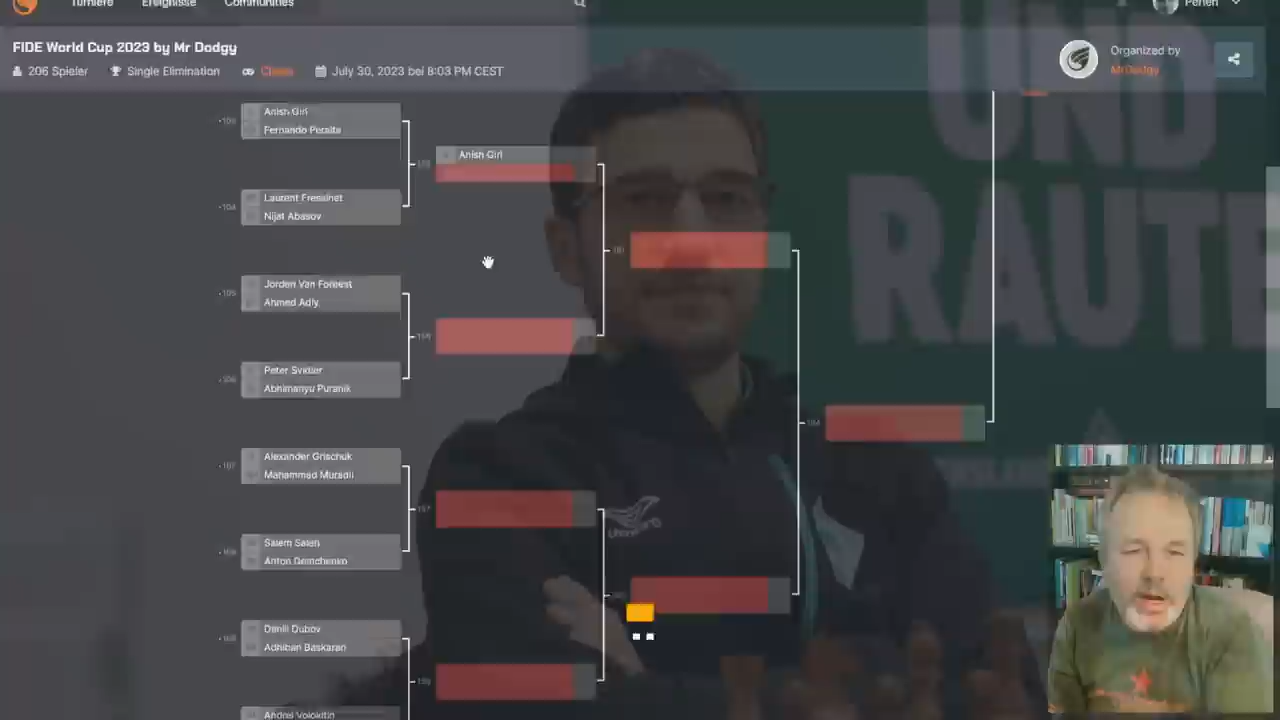 Turniere
Ereignisse
Communities
FIDE World Cup 2023 by Mr Dodgy
206 Spieler
Single Elimination
Chess
July 30, 2023 bei 8:03 PM CEST
Organized by
MrDodgy
UND
RAUTE
Anish Giri
Fernando Peralta
Anish Giri
Laurent Fressinet
Nijat Abasov
Jorden Van Foreest
Ahmed Adly
Peter Svidler
Abhimanyu Puranik
Alexander Grischuk
Mahammad Muradli
Salem Saleh
Anton Demchenko
Daniil Dubov
Adhiban Baskaran
Andrei Volokitin